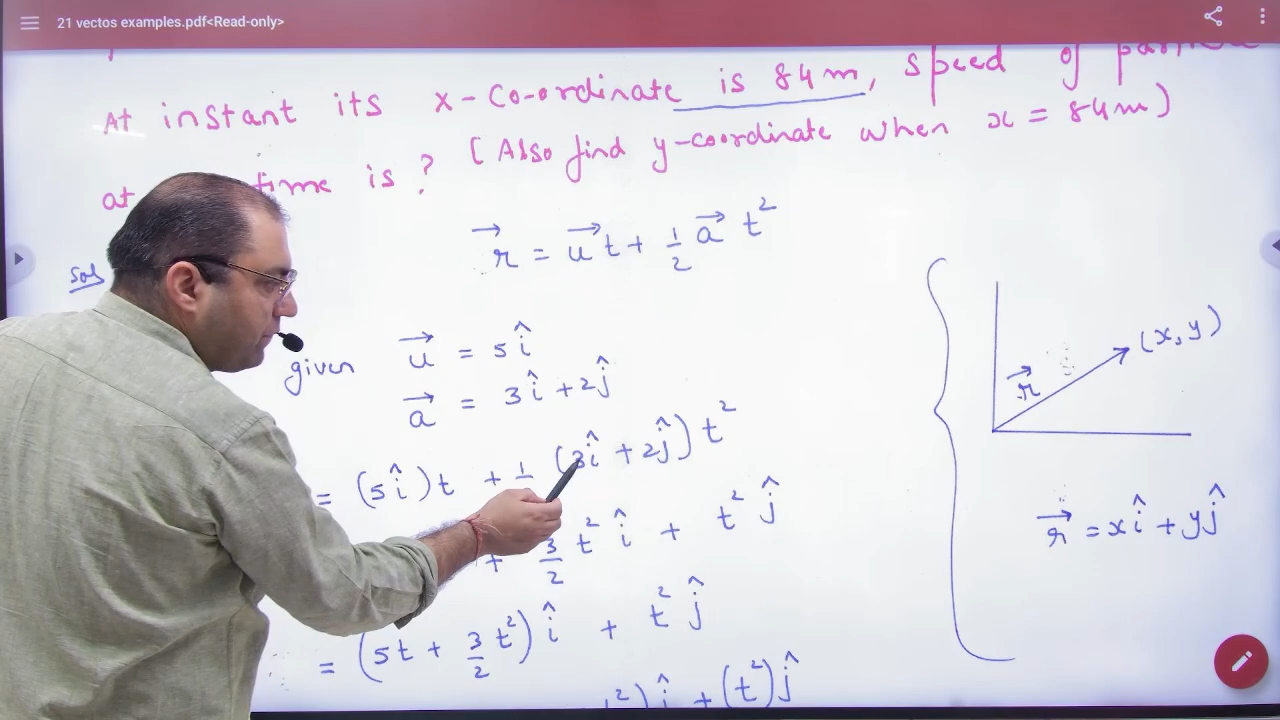 21 vectos examples.pdf<Read-only>
At instant its x-Co-ordinate is 84m, speed of
at time is? [Also find y-coordinate when x = 84m)
r⃗ = u⃗ t + 1/2 a⃗ t²
Sol
given u⃗ = 5î
a⃗ = 3î + 2ĵ
= (5î)t + 1 (3î + 2ĵ) t²
+ 3/2 t² î + t² ĵ
= (5t + 3/2 t²) î + t² ĵ
²) î + (t²) ĵ
(x, y)
r⃗
r⃗ = xî + yĵ